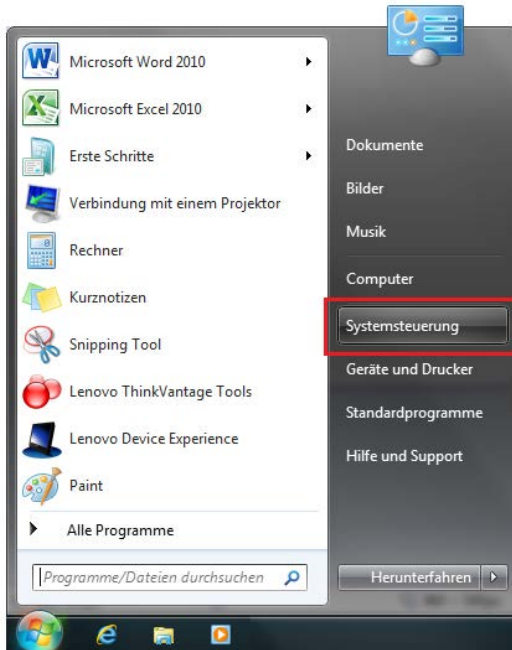 Microsoft Word 2010
Microsoft Excel 2010
Erste Schritte
Verbindung mit einem Projektor
Rechner
Kurznotizen
Snipping Tool
Lenovo ThinkVantage Tools
Lenovo Device Experience
Paint
Alle Programme
Programme/Dateien durchsuchen
Dokumente
Bilder
Musik
Computer
Systemsteuerung
Geräte und Drucker
Standardprogramme
Hilfe und Support
Herunterfahren